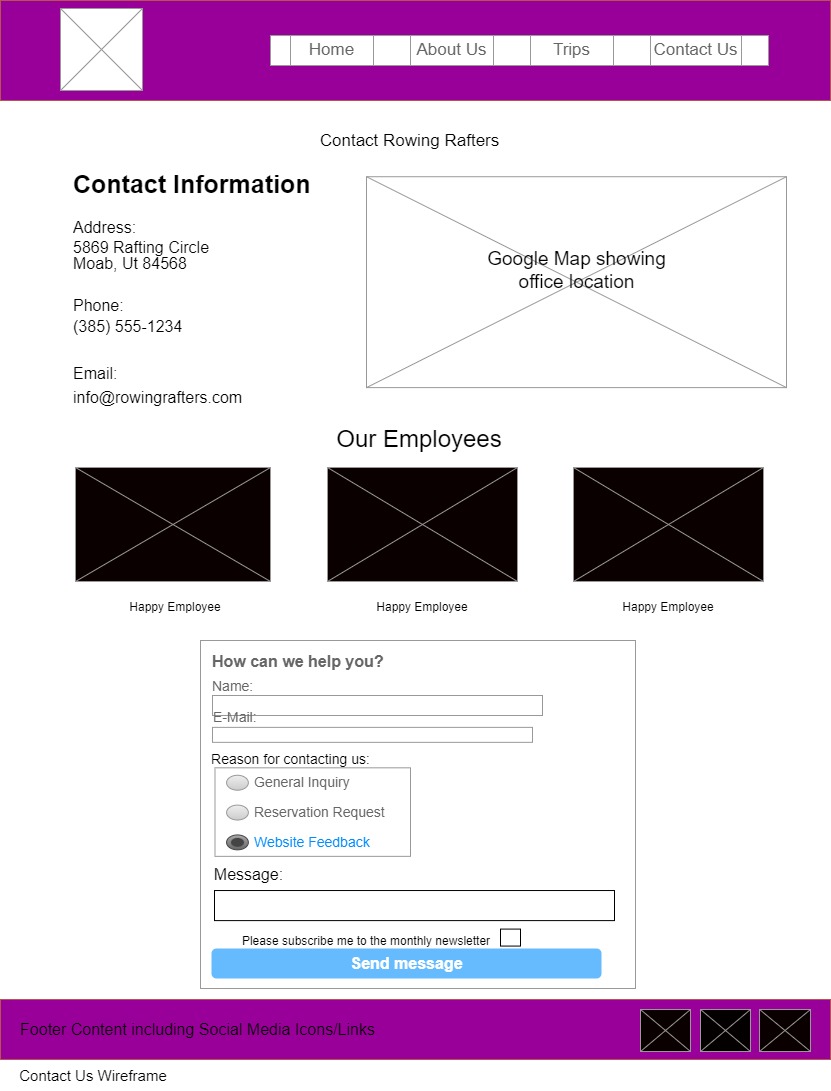 Home
About Us
Trips
Contact Us
Contact Rowing Rafters
Contact Information
Address:
5869 Rafting Circle
Moab, Ut 84568
Phone:
(385) 555-1234
Email:
info@rowingrafters.com
Google Map showing
office location
Our Employees
Happy Employee
Happy Employee
Happy Employee
How can we help you?
Name:
E-Mail:
Reason for contacting us:
General Inquiry
Reservation Request
Website Feedback
Message:
Please subscribe me to the monthly newsletter
Send message
Footer Content including Social Media Icons/Links
Contact Us Wireframe